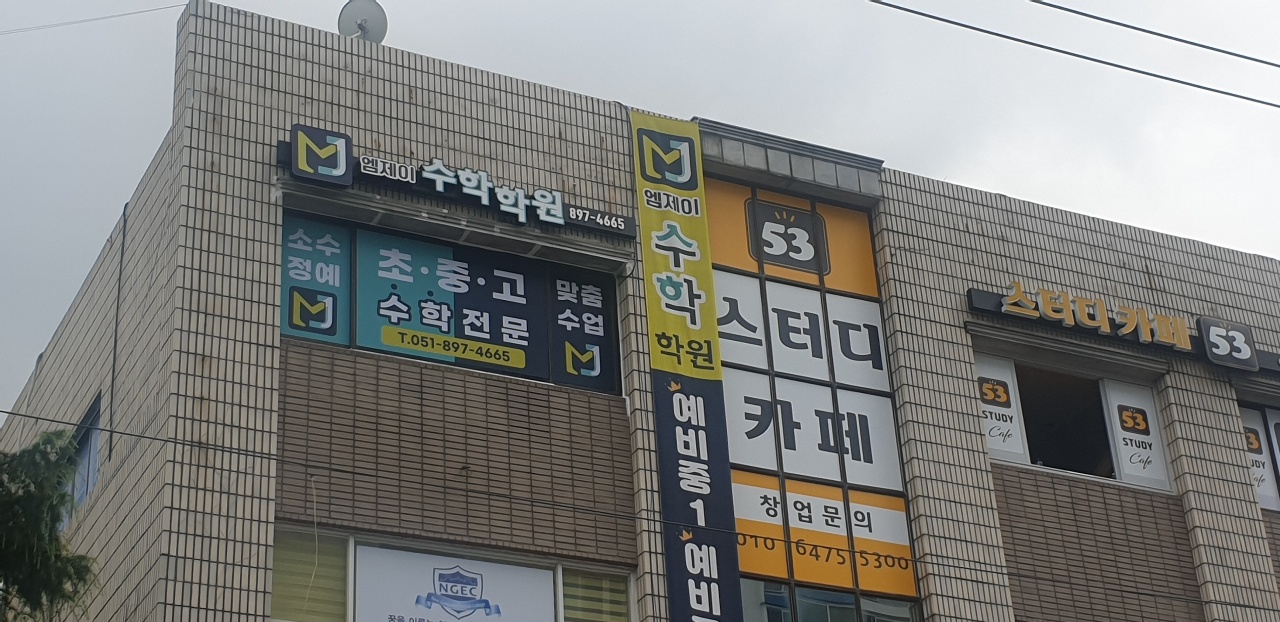 MJ 엠제이 수학학원 897-4665
소수
정예
MJ
초·중·고
수학전문
T.051-897-4665
맞춤
수업
MJ
MJ
엠제이
수학
학원
예비중1
53
스터디
카페
창업문의
010 6475 5300
스터디 카페 53
53
STUDY
Cafe
53
STUDY
Cafe
NGEC